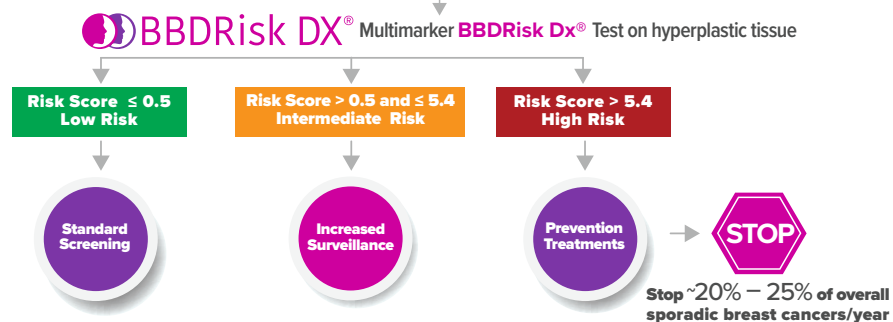 BBDRISK DX® Multimarker BBDRisk Dx® Test on hyperplastic tissue
Risk Score ≤ 0.5
Low Risk
Risk Score > 0.5 and ≤ 5.4
Intermediate Risk
Risk Score > 5.4
High Risk
Standard
Screening
Increased
Surveillance
Prevention
Treatments
STOP
Stop ~20% – 25% of overall
sporadic breast cancers/year